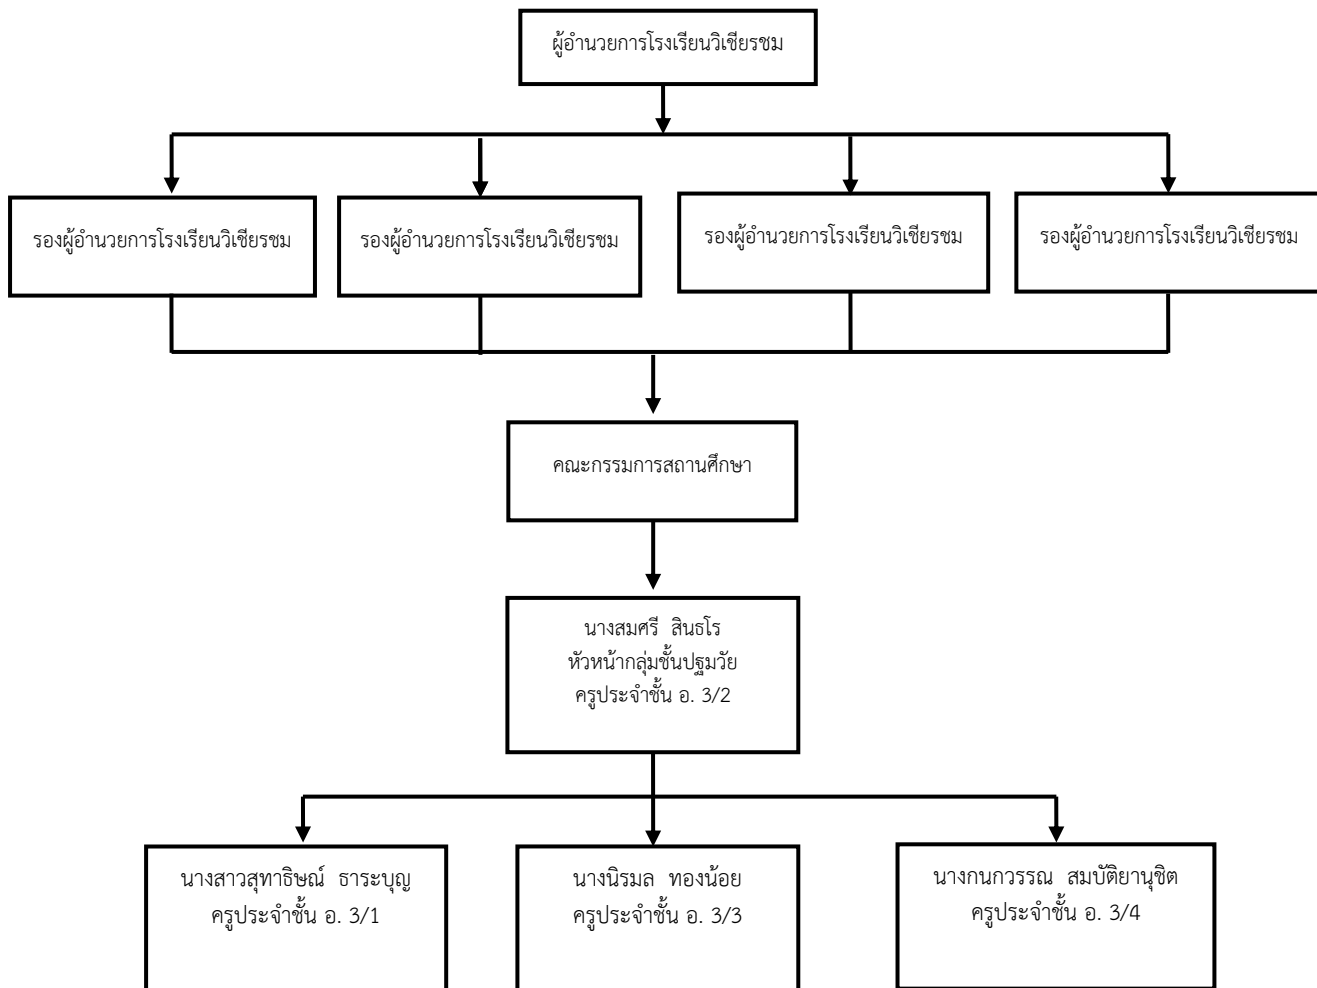 ผู้อำนวยการโรงเรียนวิเชียรชม
รองผู้อำนวยการโรงเรียนวิเชียรชม
รองผู้อำนวยการโรงเรียนวิเชียรชม
รองผู้อำนวยการโรงเรียนวิเชียรชม
รองผู้อำนวยการโรงเรียนวิเชียรชม
คณะกรรมการสถานศึกษา
นางสมศรี สินธโร
หัวหน้ากลุ่มชั้นปฐมวัย
ครูประจำชั้น อ. 3/2
นางสาวสุทาธิษณ์ ธาระบุญ
ครูประจำชั้น อ. 3/1
นางนิรมล ทองน้อย
ครูประจำชั้น อ. 3/3
นางกนกวรรณ สมบัติยานุชิต
ครูประจำชั้น อ. 3/4